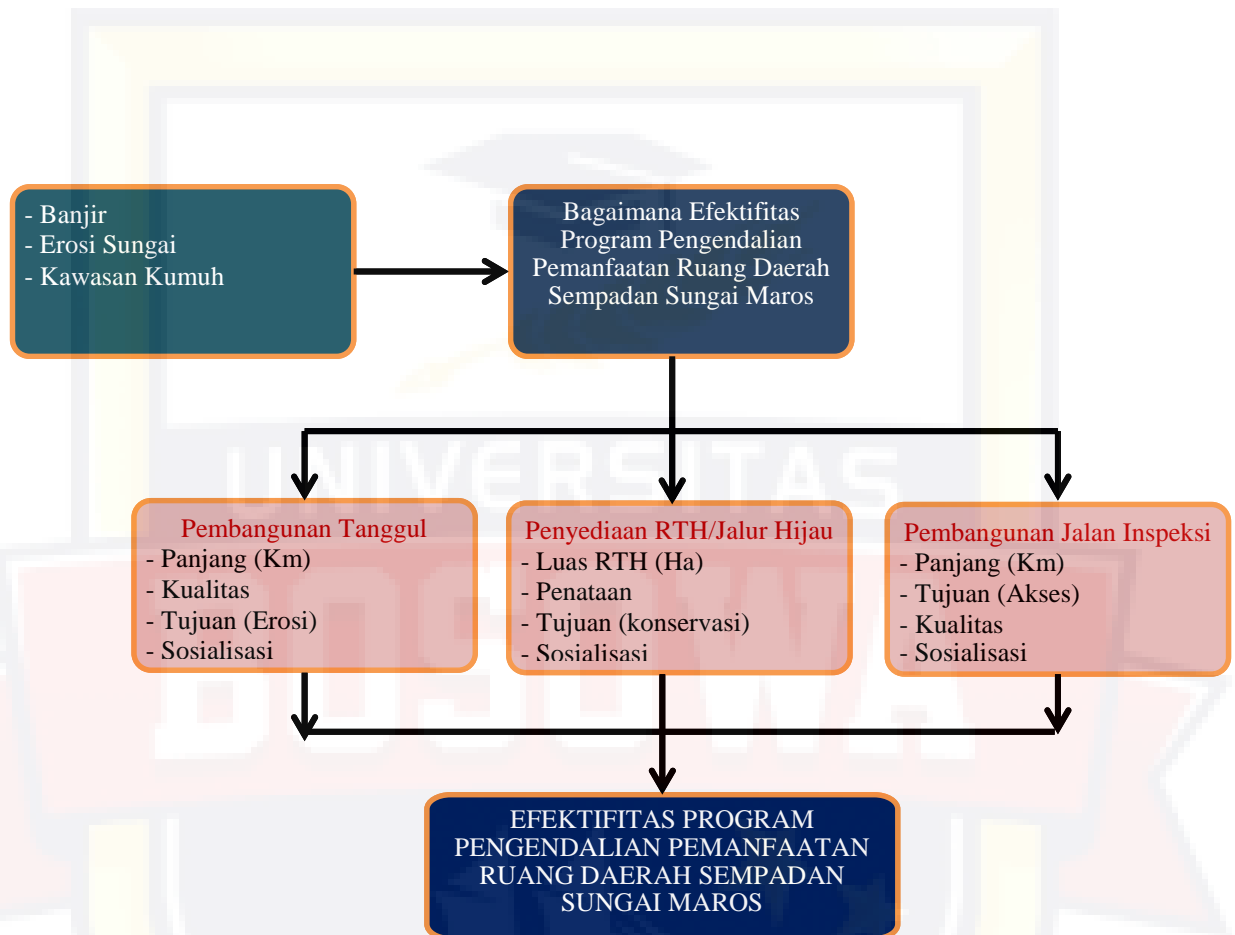 - Banjir
- Erosi Sungai
- Kawasan Kumuh
Bagaimana Efektifitas
Program Pengendalian
Pemanfaatan Ruang Daerah
Sempadan Sungai Maros
UNIVERSITAS
Pembangunan Tanggul
- Panjang (Km)
- Kualitas
- Tujuan (Erosi)
- Sosialisasi
Penyediaan RTH/Jalur Hijau
- Luas RTH (Ha)
- Penataan
- Tujuan (konservasi)
- Sosialisasi
Pembangunan Jalan Inspeksi
- Panjang (Km)
- Tujuan (Akses)
- Kualitas
- Sosialisasi
BOSOWA
EFEKTIFITAS PROGRAM
PENGENDALIAN PEMANFAATAN
RUANG DAERAH SEMPADAN
SUNGAI MAROS